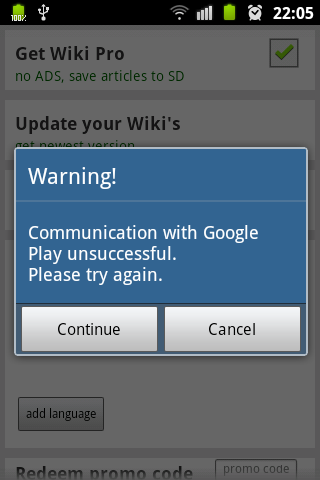 100%
22:05
Get Wiki Pro
no ADS, save articles to SD
Update your Wiki's
get newest version
Warning!
Communication with Google
Play unsuccessful.
Please try again.
Continue
Cancel
add language
Redeem promo code
promo code